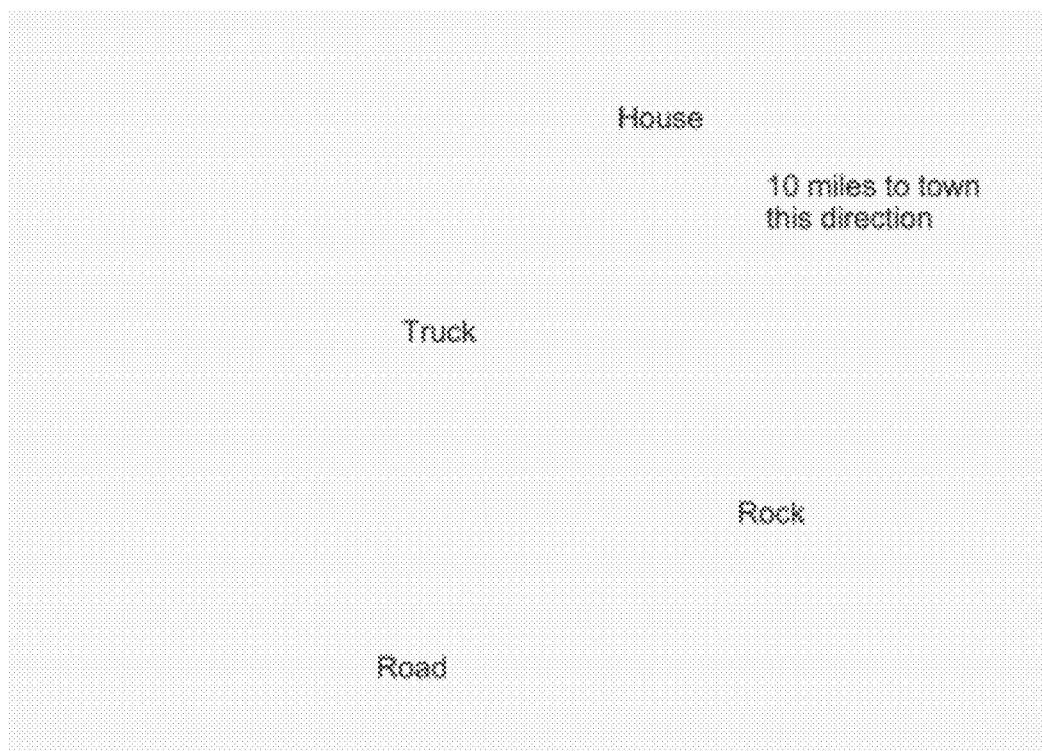 House
10 miles to town
this direction
Truck
Rock
Road